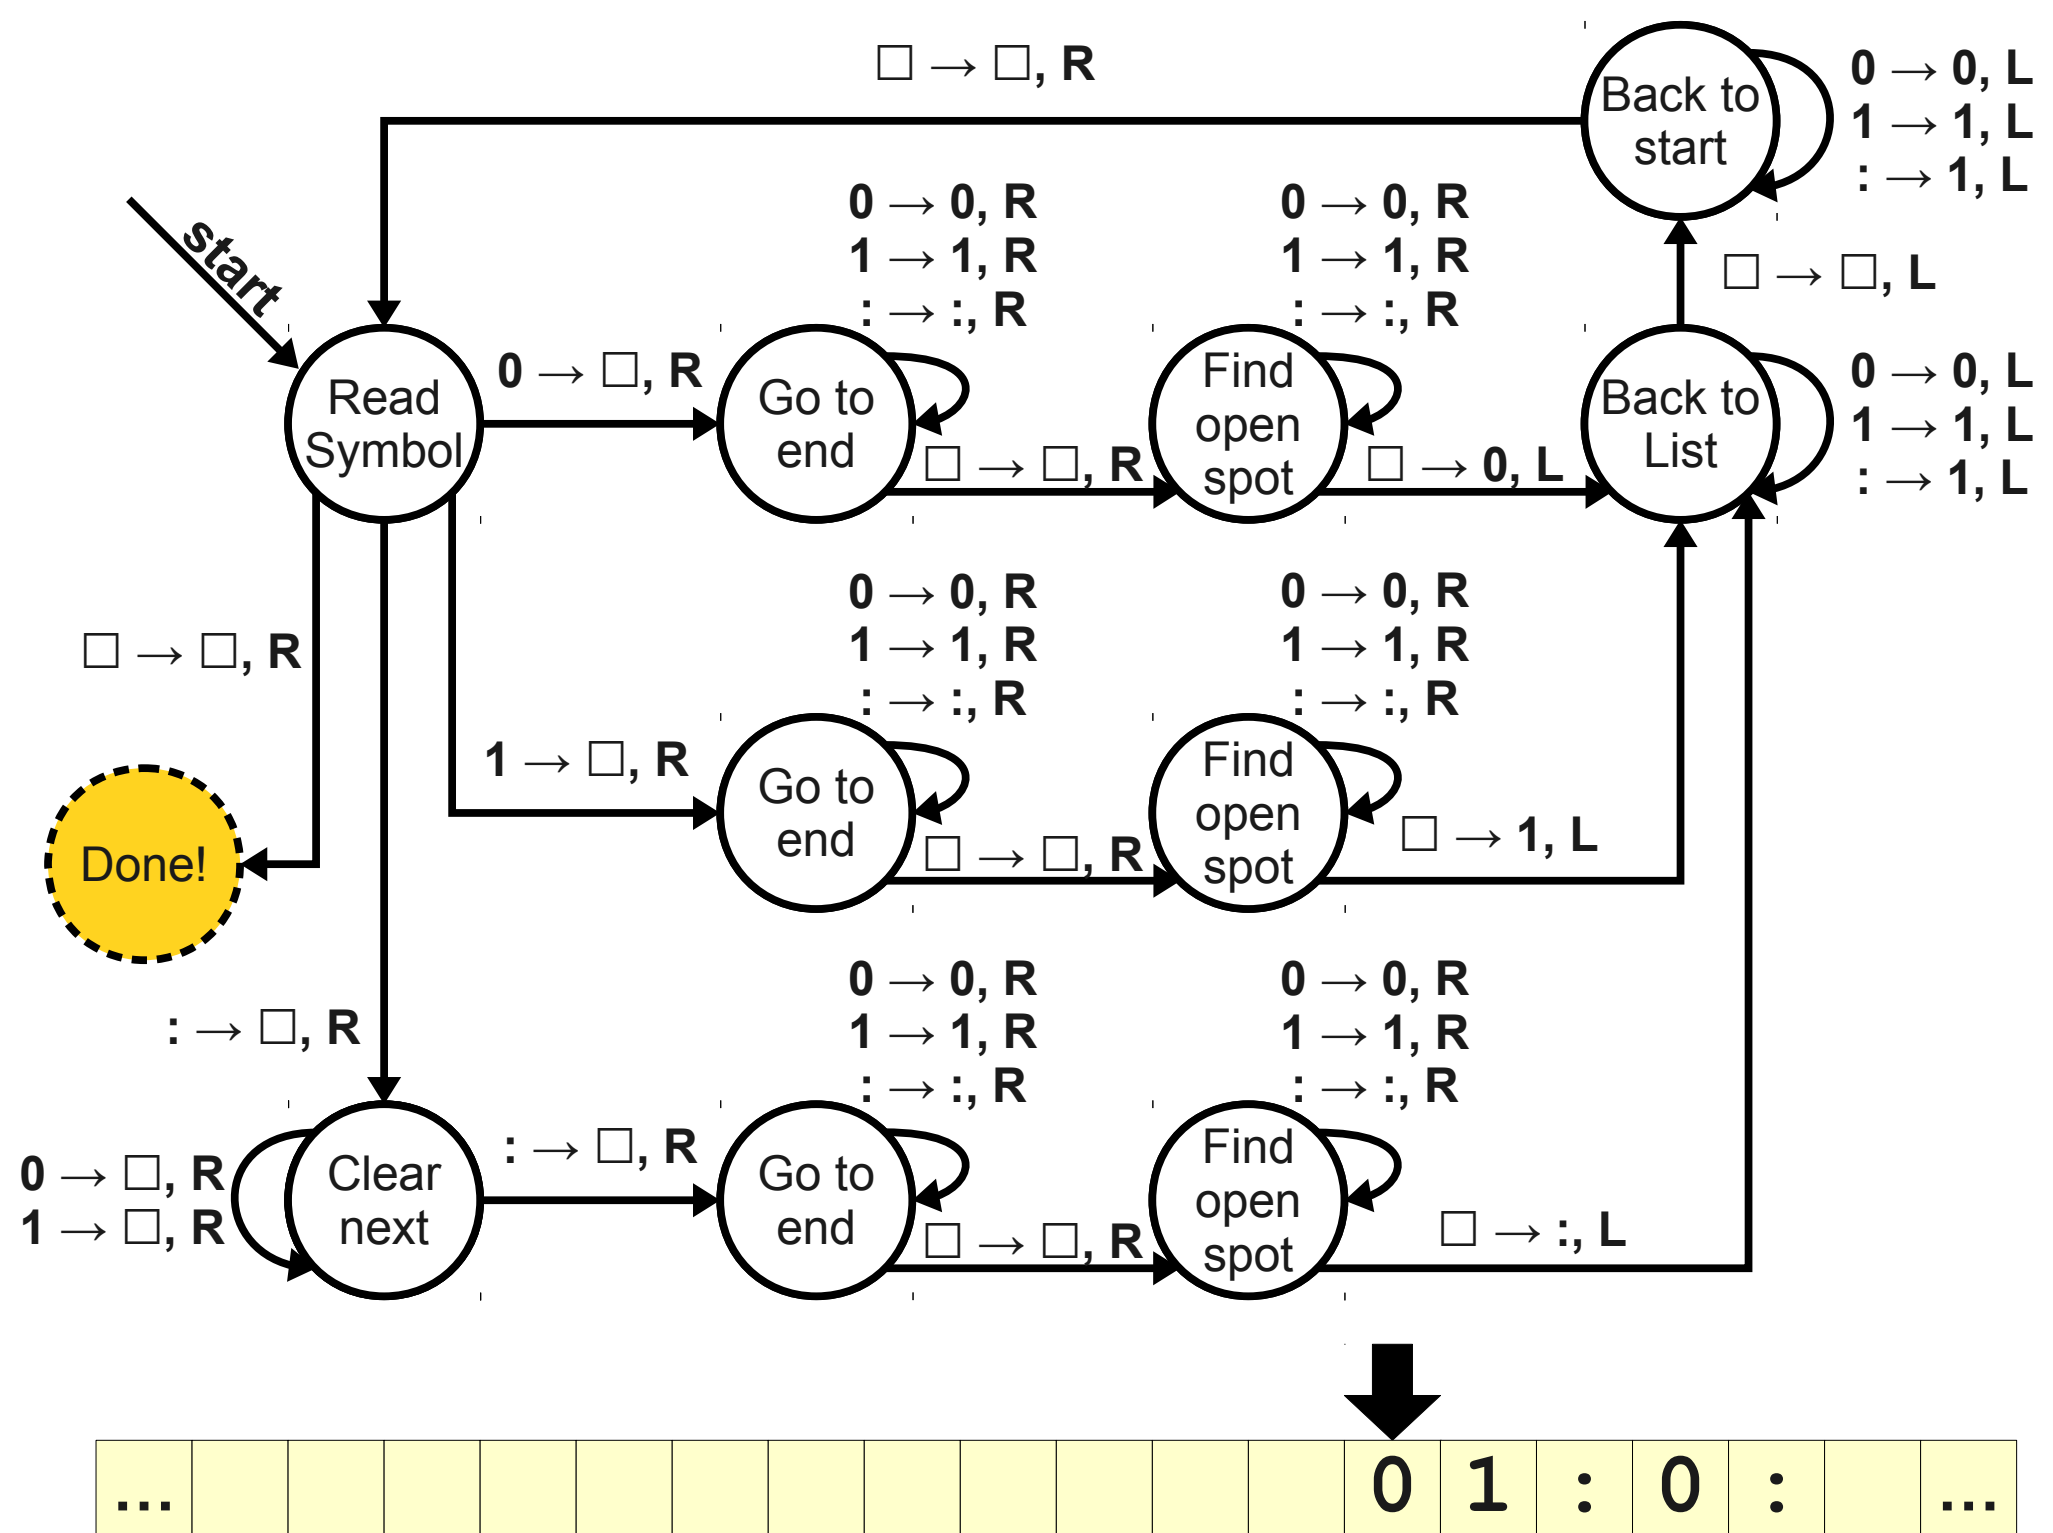 □ → □, R
Back to
start
0 → 0, L
1 → 1, L
: → 1, L
start
0 → 0, R
1 → 1, R
: → :, R
0 → 0, R
1 → 1, R
: → :, R
□ → □, L
Read
Symbol
0 → □, R
Go to
end
□ → □, R
Find
open
spot
□ → 0, L
Back to
List
0 → 0, L
1 → 1, L
: → 1, L
□ → □, R
0 → 0, R
1 → 1, R
: → :, R
0 → 0, R
1 → 1, R
: → :, R
1 → □, R
Go to
end
□ → □, R
Find
open
spot
□ → 1, L
Done!
: → □, R
0 → 0, R
1 → 1, R
: → :, R
0 → 0, R
1 → 1, R
: → :, R
0 → □, R
1 → □, R
Clear
next
: → □, R
Go to
end
□ → □, R
Find
open
spot
□ → :, L
... 0 1 : 0 : ...